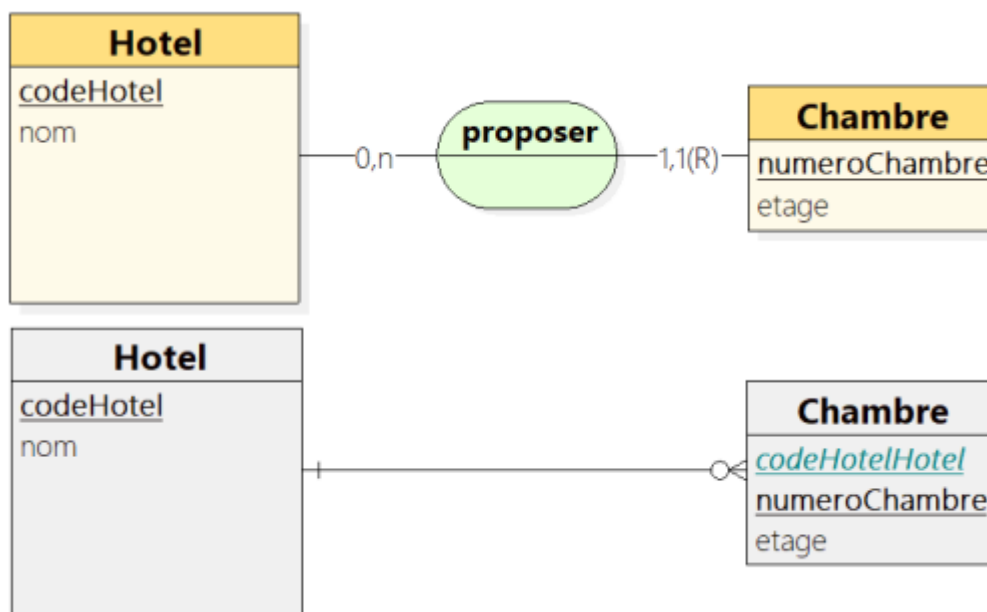 Hotel
codeHotel
nom
0,n
proposer
1,1(R)
Chambre
numeroChambre
etage
Hotel
codeHotel
nom
Chambre
codeHotelHotel
numeroChambre
etage